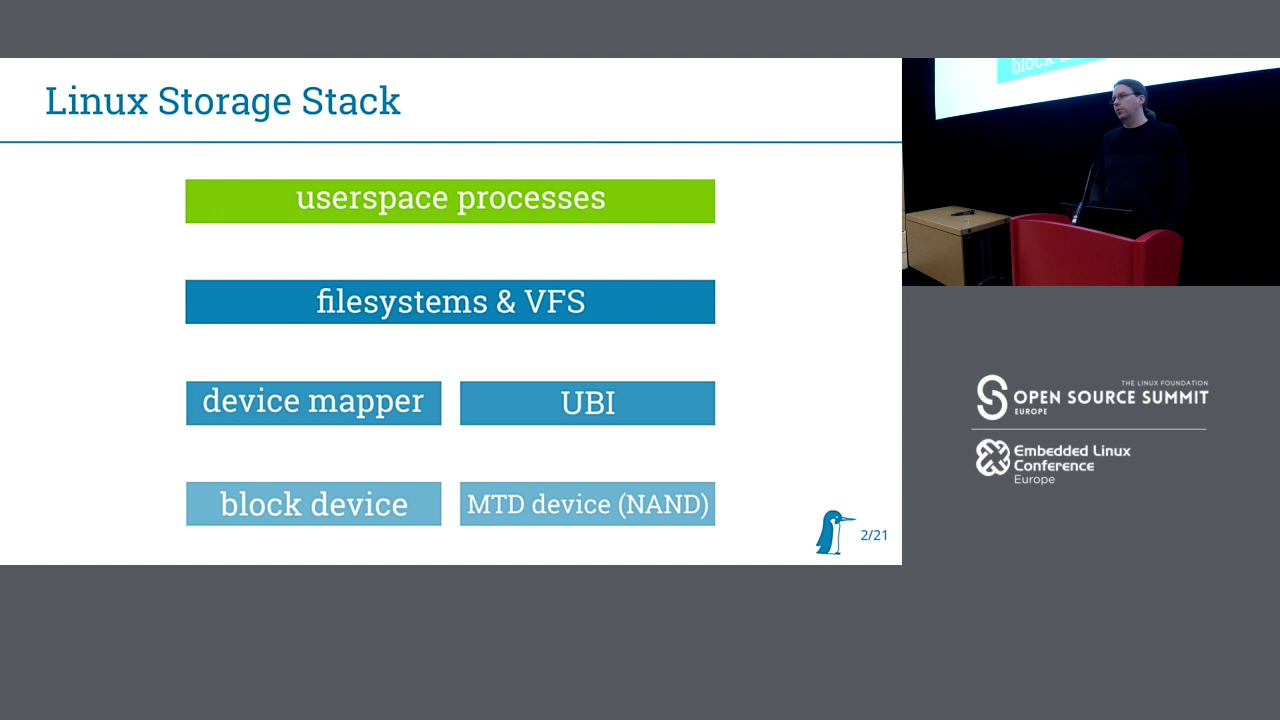 Linux Storage Stack
userspace processes
filesystems & VFS
device mapper
UBI
block device
MTD device (NAND)
2/21
block
THE LINUX FOUNDATION
OPEN SOURCE SUMMIT
EUROPE
Embedded Linux
Conference
Europe